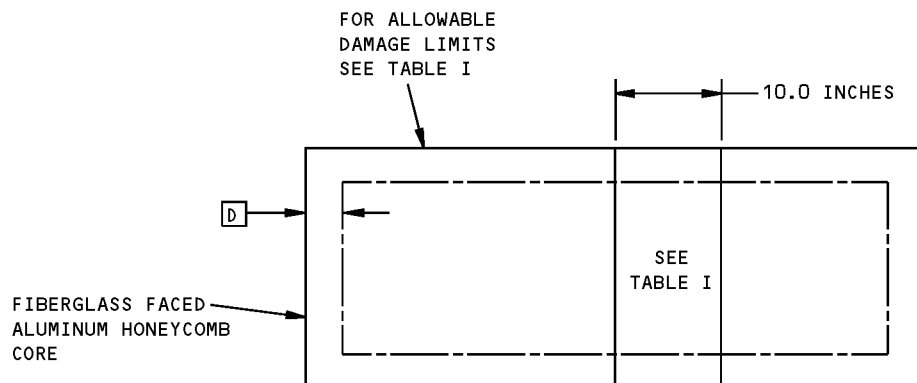 FOR ALLOWABLE
DAMAGE LIMITS
SEE TABLE I
10.0 INCHES
D
SEE
TABLE I
FIBERGLASS FACED
ALUMINUM HONEYCOMB
CORE